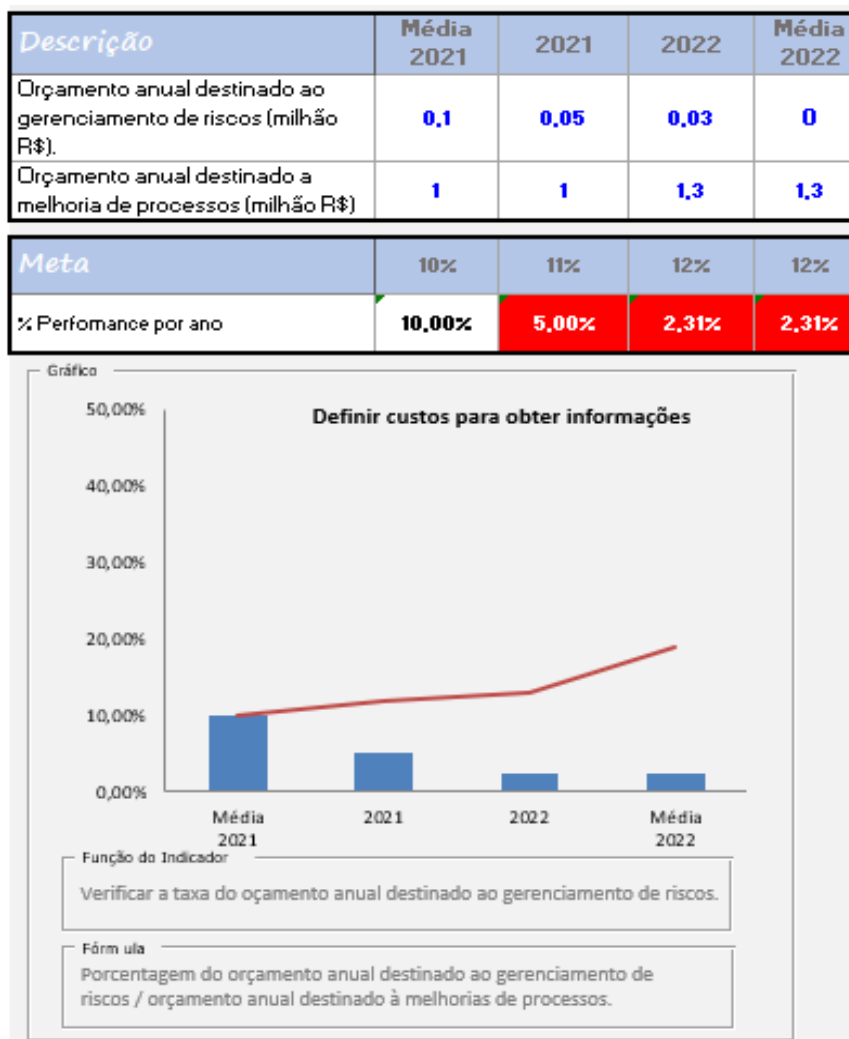 Descrição Média 2021 2021 2022 Média 2022
Orçamento anual destinado ao
gerenciamento de riscos (milhão
R$). 0,1 0,05 0,03 0
Orçamento anual destinado a
melhoria de processos (milhão R$) 1 1 1,3 1,3
Meta 10% 11% 12% 12%
% Perfomance por ano 10,00% 5,00% 2,31% 2,31%
Gráfico
Definir custos para obter informações
50,00%
40,00%
30,00%
20,00%
10,00%
0,00%
Média 2021 2021 2022 Média 2022
Função do Indicador
Verificar a taxa do oçamento anual destinado ao gerenciamento de riscos.
Fórm ula
Porcentagem do orçamento anual destinado ao gerenciamento de
riscos / orçamento anual destinado à melhorias de processos.